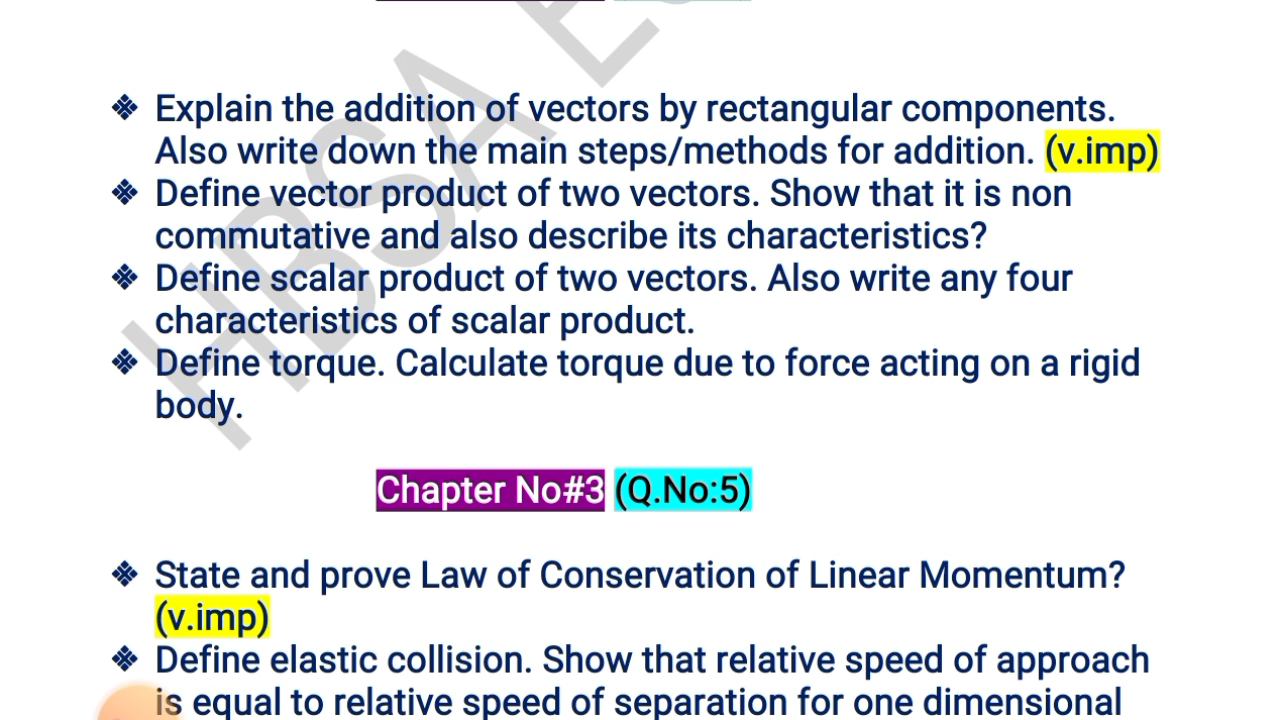 ❖ Explain the addition of vectors by rectangular components.
Also write down the main steps/methods for addition. (v.imp)
❖ Define vector product of two vectors. Show that it is non
commutative and also describe its characteristics?
❖ Define scalar product of two vectors. Also write any four
characteristics of scalar product.
❖ Define torque. Calculate torque due to force acting on a rigid
body.
Chapter No#3 (Q.No:5)
❖ State and prove Law of Conservation of Linear Momentum?
(v.imp)
❖ Define elastic collision. Show that relative speed of approach
is equal to relative speed of separation for one dimensional
HBSA